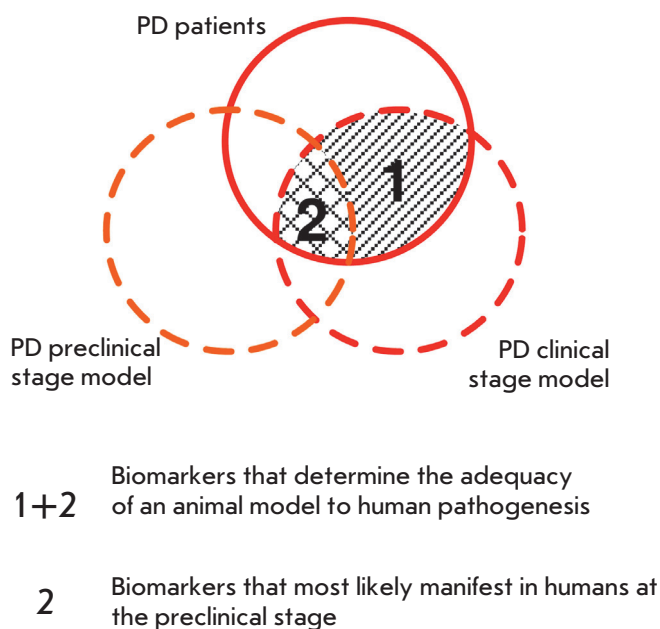 PD patients
1
2
PD preclinical
stage model
PD clinical
stage model
1+2
Biomarkers that determine the adequacy
of an animal model to human pathogenesis
2
Biomarkers that most likely manifest in humans at
the preclinical stage